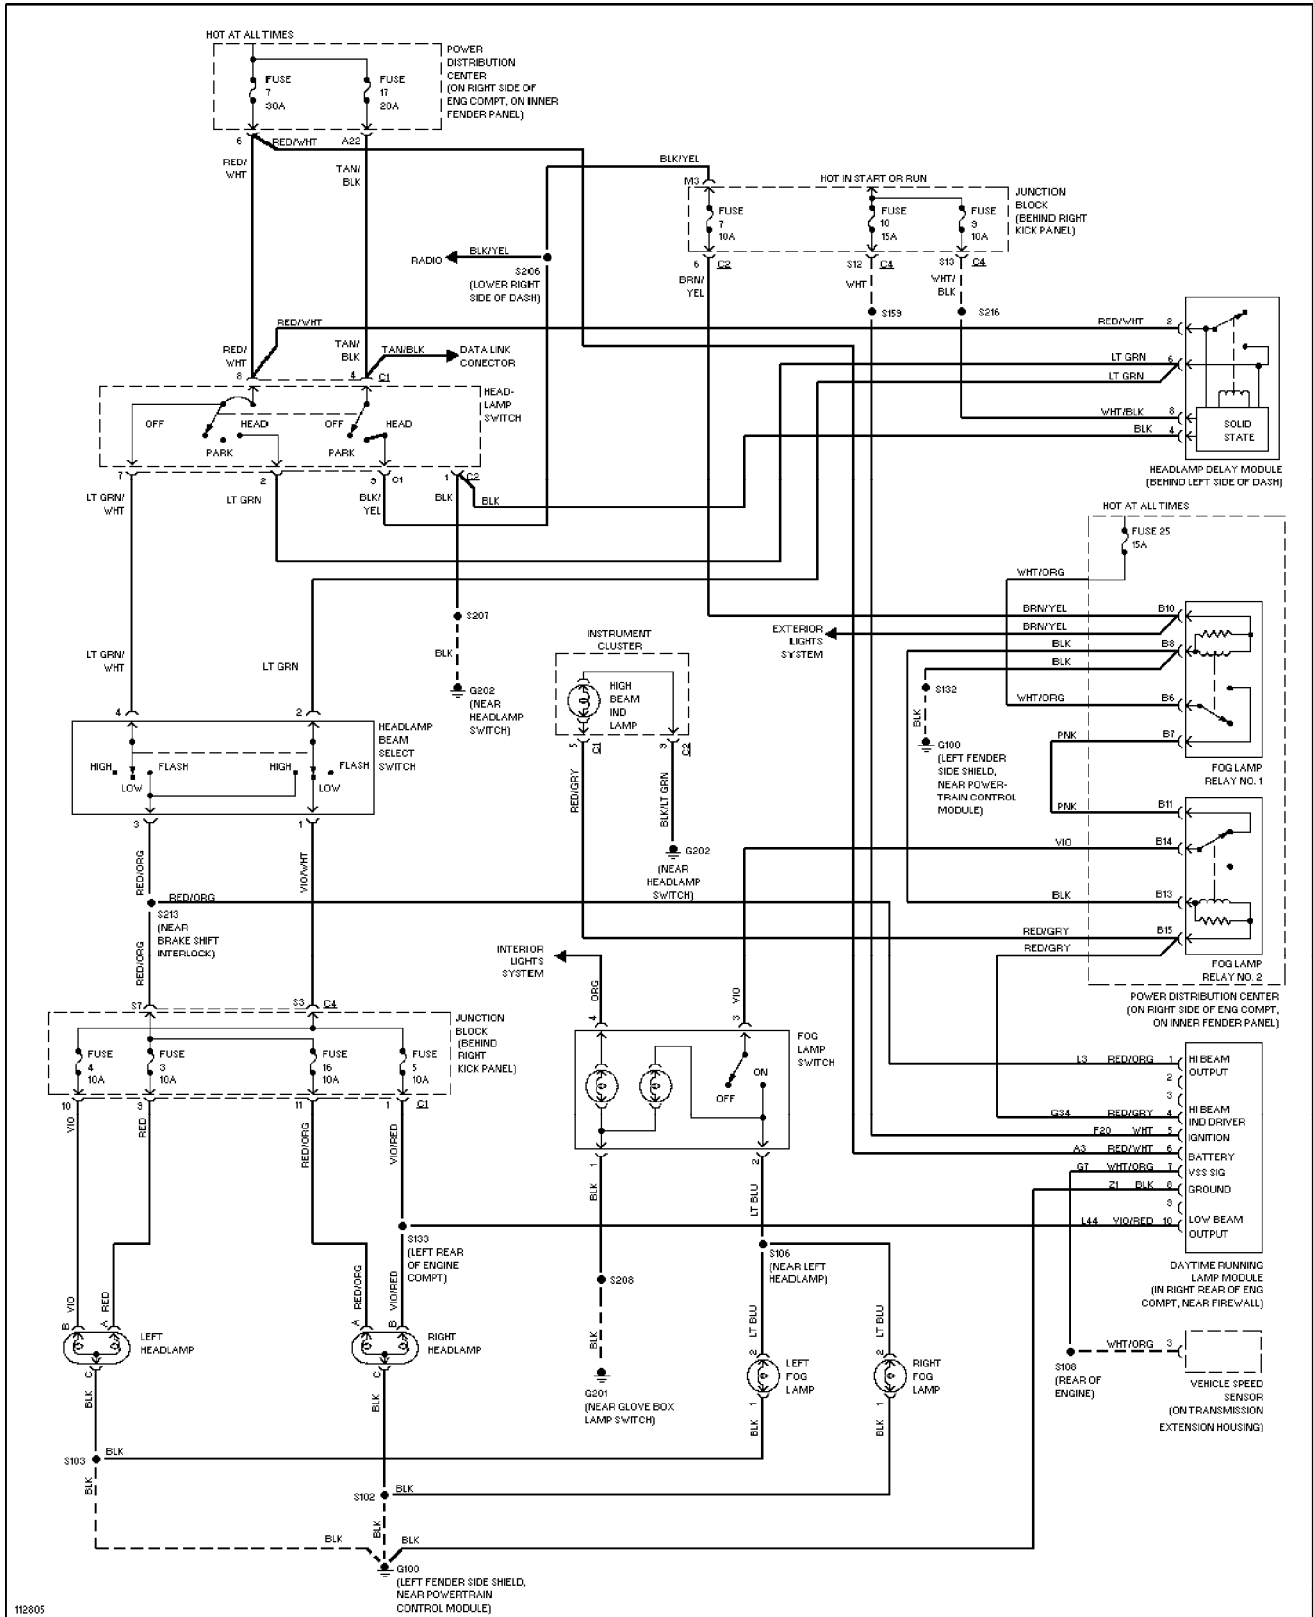 HOT AT ALL TIMES
POWER
DISTRIBUTION
CENTER
(ON RIGHT SIDE OF
ENG COMPT, ON INNER
FENDER PANEL)
FUSE
7
30A
FUSE
17
20A
6
RED/WHT
A22
RED/
WHT
TAN/
BLK
BLK/YEL
M3
HOT IN START OR RUN
JUNCTION
BLOCK
(BEHIND RIGHT
KICK PANEL)
FUSE
7
10A
FUSE
10
15A
FUSE
9
10A
RADIO
BLK/YEL
S206
(LOWER RIGHT
SIDE OF DASH)
6
C2
BRN/
YEL
S12
C4
WHT
S13
C4
WHT/
BLK
S159
S216
RED/WHT
RED/WHT
2
RED/
WHT
TAN/
BLK
TAN/BLK
DATA LINK
CONECTOR
LT GRN
6
LT GRN
8
4
C1
HEAD-
LAMP
SWITCH
WHT/BLK
8
BLK
4
SOLID
STATE
OFF
HEAD
PARK
OFF
HEAD
PARK
HEADLAMP DELAY MODULE
(BEHIND LEFT SIDE OF DASH)
7
2
3
C1
1
C2
LT GRN/
WHT
LT GRN
BLK/
YEL
BLK
BLK
HOT AT ALL TIMES
FUSE 25
15A
WHT/ORG
S207
BLK
G202
(NEAR
HEADLAMP
SWITCH)
LT GRN/
WHT
LT GRN
INSTRUMENT
CLUSTER
HIGH
BEAM
IND
LAMP
5
C1
3
C2
RED/GRY
BLK/LT GRN
G202
(NEAR
HEADLAMP
SWITCH)
BRN/YEL
B10
EXTERIOR
LIGHTS
SYSTEM
BRN/YEL
BLK
B8
BLK
S132
BLK
G100
(LEFT FENDER
SIDE SHIELD,
NEAR POWER-
TRAIN CONTROL
MODULE)
WHT/ORG
B6
PNK
B7
FOG LAMP
RELAY NO. 1
PNK
B11
VIO
B14
BLK
B13
RED/GRY
B15
RED/GRY
FOG LAMP
RELAY NO. 2
POWER DISTRIBUTION CENTER
(ON RIGHT SIDE OF ENG COMPT,
ON INNER FENDER PANEL)
4
2
HEADLAMP
BEAM
SELECT
SWITCH
HIGH
FLASH
LOW
HIGH
FLASH
LOW
3
1
RED/ORG
VIO/WHT
RED/ORG
S213
(NEAR
BRAKE SHIFT
INTERLOCK)
RED/ORG
S7
S3
C4
JUNCTION
BLOCK
(BEHIND
RIGHT
KICK PANEL)
FUSE
4
10A
FUSE
3
10A
FUSE
16
10A
FUSE
5
10A
10
9
11
1
C1
VIO
RED
RED/ORG
VIO/RED
INTERIOR
LIGHTS
SYSTEM
ORG
4
VIO
3
FOG
LAMP
SWITCH
ON
OFF
1
2
BLK
LT BLU
L3
RED/ORG
1
HI BEAM
OUTPUT
2
3
G34
RED/GRY
4
HI BEAM
IND DRIVER
F20
WHT
5
IGNITION
A3
RED/WHT
6
BATTERY
G7
WHT/ORG
7
VSS SIG
Z1
BLK
8
GROUND
9
L44
VIO/RED
10
LOW BEAM
OUTPUT
DAYTIME RUNNING
LAMP MODULE
(IN RIGHT REAR OF ENG
COMPT, NEAR FIREWALL)
S133
(LEFT REAR
OF ENGINE
COMPT)
S106
(NEAR LEFT
HEADLAMP)
S208
BLK
G201
(NEAR GLOVE BOX
LAMP SWITCH)
VIO
B
RED
A
LEFT
HEADLAMP
C
BLK
RED/ORG
A
VIO/RED
B
RIGHT
HEADLAMP
C
BLK
LT BLU
2
LEFT
FOG
LAMP
1
BLK
LT BLU
2
RIGHT
FOG
LAMP
1
BLK
WHT/ORG
3
S108
(REAR OF
ENGINE)
VEHICLE SPEED
SENSOR
(ON TRANSMISSION
EXTENSION HOUSING)
S103
BLK
BLK
S102
BLK
BLK
BLK
BLK
G100
(LEFT FENDER SIDE SHIELD,
NEAR POWERTRAIN
CONTROL MODULE)
112805